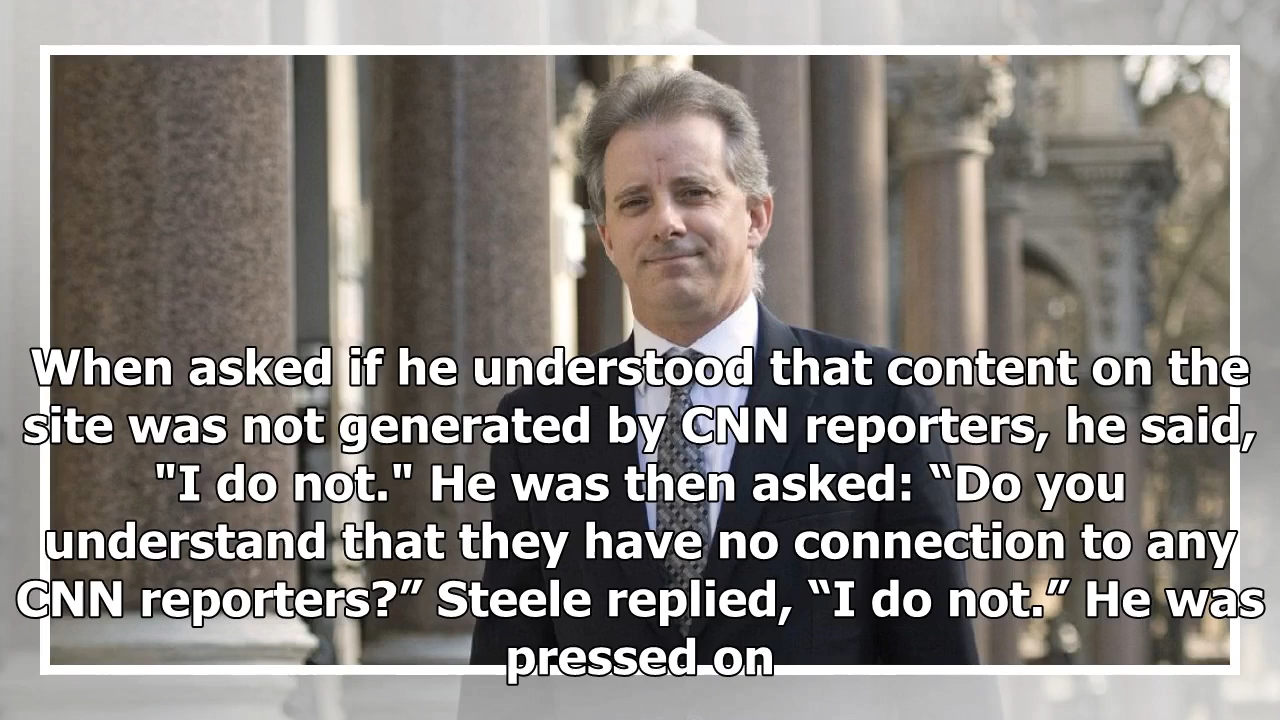 When asked if he understood that content on the
site was not generated by CNN reporters, he said,
"I do not." He was then asked: “Do you
understand that they have no connection to any
CNN reporters?” Steele replied, “I do not.” He was
pressed on